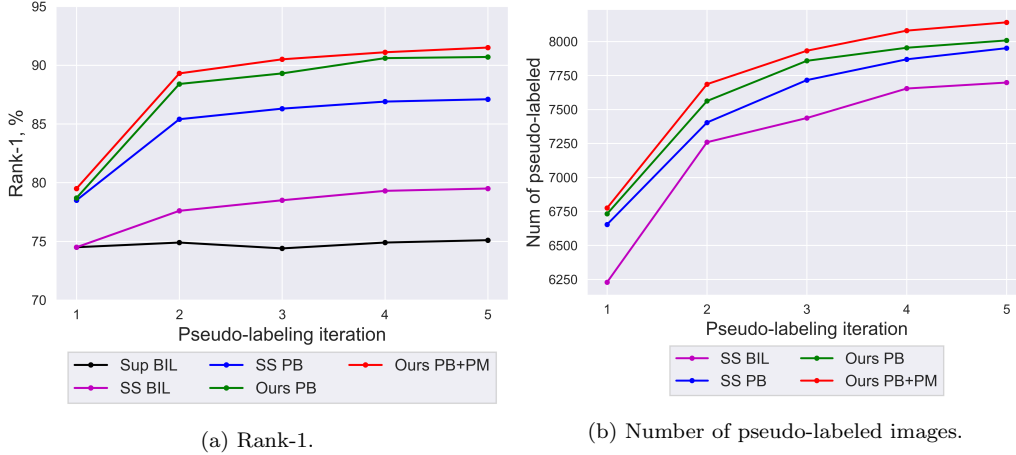 95
90
85
80
75
70
Rank-1, %
1 2 3 4 5
Pseudo-labeling iteration
Sup BIL SS PB Ours PB+PM
SS BIL Ours PB
(a) Rank-1.
8000
7750
7500
7250
7000
6750
6500
6250
Num of pseudo-labeled
1 2 3 4 5
Pseudo-labeling iteration
SS BIL Ours PB
SS PB Ours PB+PM
(b) Number of pseudo-labeled images.